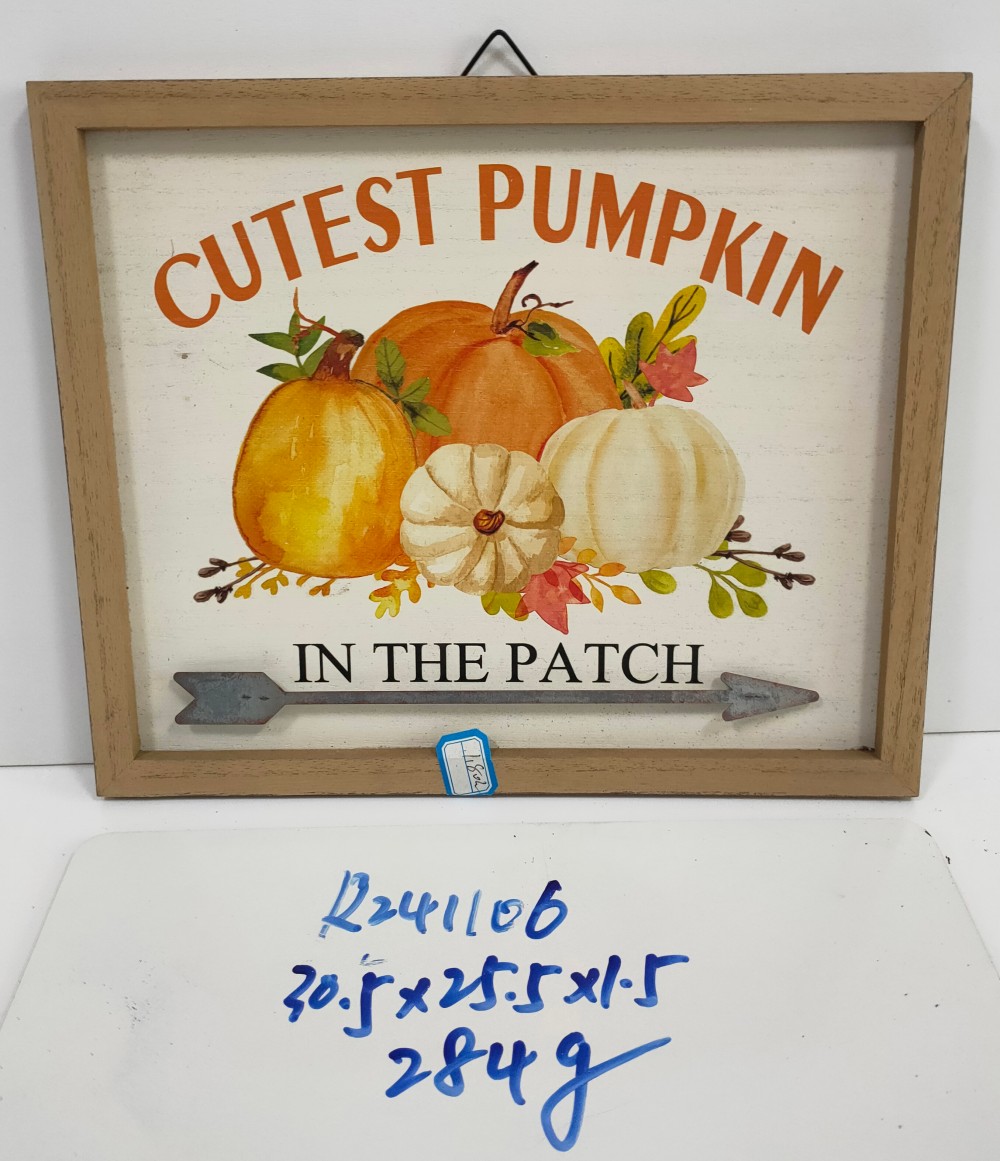 CUTEST PUMPKIN
IN THE PATCH
R241106
30.5x25.5x1.5
284g